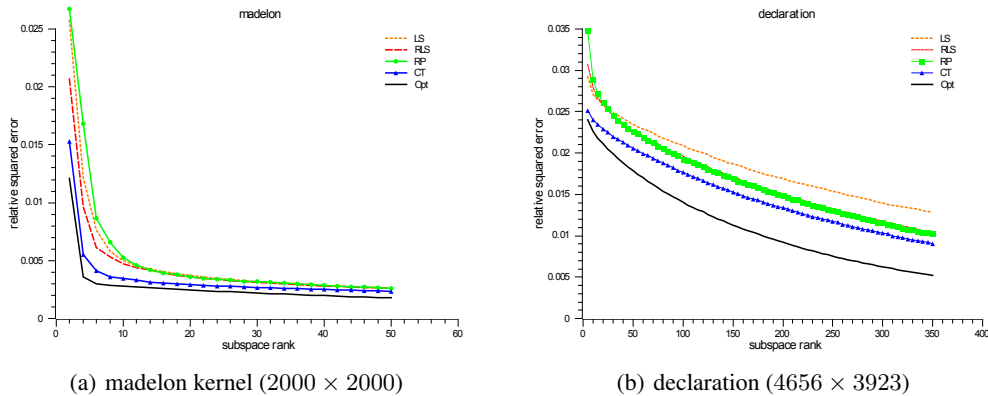 madelon
0.025
0.02
0.015
0.01
0.005
0
relative squared error
0 10 20 30 40 50 60
subspace rank
LS
RLS
RP
CT
Opt
(a) madelon kernel (2000 × 2000)
declaration
0.035
0.03
0.025
0.02
0.015
0.01
0.005
0
relative squared error
0 50 100 150 200 250 300 350 400
subspace rank
LS
RLS
RP
CT
Opt
(b) declaration (4656 × 3923)